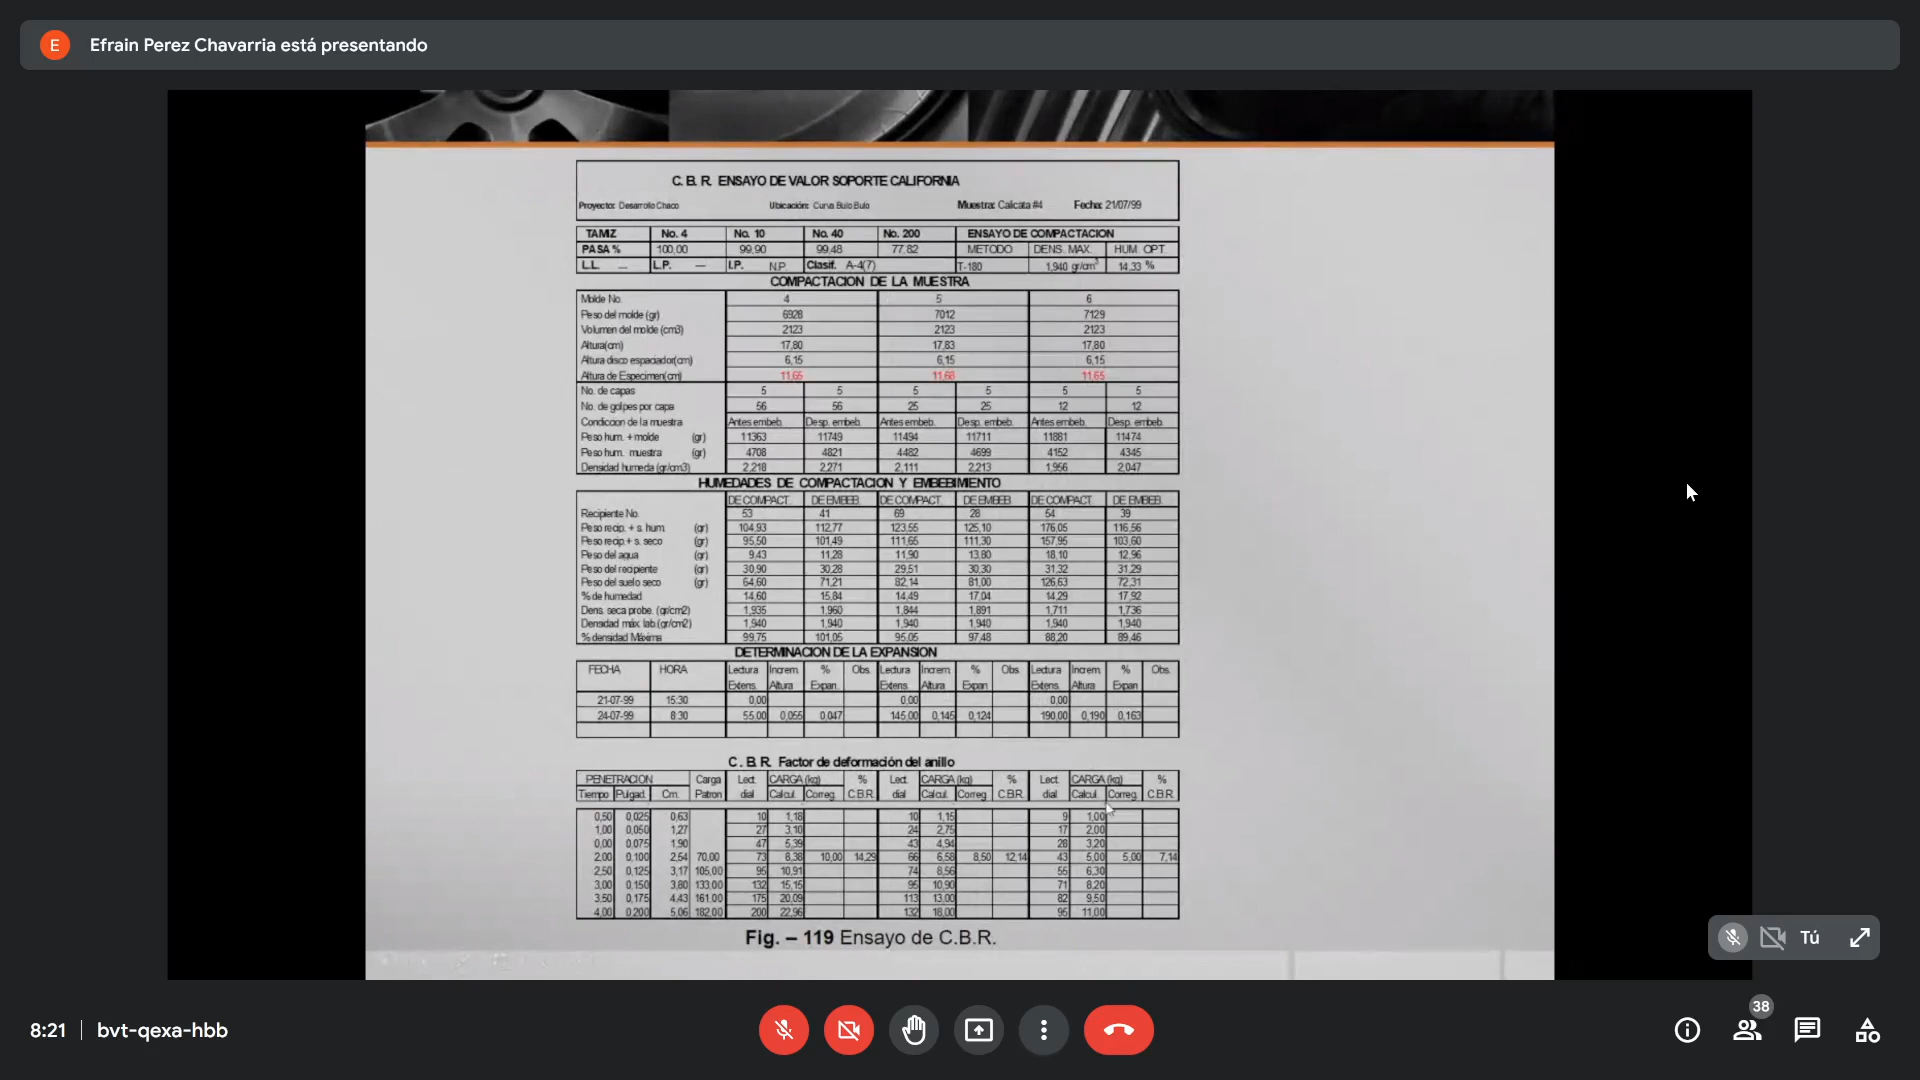 E Efrain Perez Chavarria está presentando
C. B. R. ENSAYO DE VALOR SOPORTE CALIFORNIA
Proyecto: Desarrollo Chaco Ubicación: Curva Bulo Bulo Muestra: Calicata #4 Fecha: 21/07/99
TAMIZ No. 4 No. 10 No. 40 No. 200 ENSAYO DE COMPACTACION
PASA % 100,00 99,90 99,48 77,82 METODO DENS. MAX. HUM. OPT.
L.L. — L.P. — I.P. N.P. Clasif. A-4(7) T-180 1,940 gr/cm3 14,33 %
COMPACTACION DE LA MUESTRA
Molde No. 4 5 6
Peso del molde (gr) 6928 7012 7129
Volumen del molde (cm3) 2123 2123 2123
Altura(cm) 17,80 17,83 17,80
Altura disco espaciador(cm) 6,15 6,15 6,15
Altura de Especimen(cm) 11,65 11,68 11,65
No. de capas 5 5 5 5 5 5
No. de golpes por capa 56 56 25 25 12 12
Condicion de la muestra Antes embeb. Desp. embeb. Antes embeb. Desp. embeb. Antes embeb. Desp. embeb.
Peso hum. + molde (gr) 11363 11749 11494 11711 11881 11474
Peso hum. muestra (gr) 4708 4821 4482 4699 4152 4345
Densidad humeda (gr/cm3) 2,218 2,271 2,111 2,213 1,956 2,047
HUMEDADES DE COMPACTACION Y EMBEBIMIENTO
DE COMPACT. DE EMBEB. DE COMPACT. DE EMBEB. DE COMPACT. DE EMBEB.
Recipiente No. 53 41 69 28 54 39
Peso recip. + s. hum. (gr) 104,93 112,77 123,55 125,10 176,05 116,56
Peso recip.+ s. seco (gr) 95,50 101,49 111,65 111,30 157,95 103,60
Peso del agua (gr) 9,43 11,28 11,90 13,80 18,10 12,96
Peso del recipiente (gr) 30,90 30,28 29,51 30,30 31,32 31,29
Peso del suelo seco (gr) 64,60 71,21 82,14 81,00 126,63 72,31
% de humedad 14,60 15,84 14,49 17,04 14,29 17,92
Dens. seca probe. (gr/cm2) 1,935 1,960 1,844 1,891 1,711 1,736
Densidad máx. lab.(gr/cm2) 1,940 1,940 1,940 1,940 1,940 1,940
% densidad Máxima 99,75 101,05 95,05 97,48 88,20 89,46
DETERMINACION DE LA EXPANSION
FECHA HORA Lectura Increm. % Obs. Lectura Increm. % Obs. Lectura Increm. % Obs.
Extens. Altura Expan. Extens. Altura Expan Extens. Altura Expan
21-07-99 15:30 0,00 0,00 0,00
24-07-99 8:30 55,00 0,055 0,047 145,00 0,145 0,124 190,00 0,190 0,163
C. B. R. Factor de deformación del anillo
PENETRACION Carga Lect. CARGA (kg) % Lect. CARGA (kg) % Lect. CARGA (kg) %
Tiempo Pulgad. Cm. Patron dial Calcul. Correg. C.B.R. dial Calcul. Correg. C.B.R. dial Calcul. Correg. C.B.R.
0,50 0,025 0,63 10 1,18 10 1,15 9 1,00
1,00 0,050 1,27 27 3,10 24 2,75 17 2,00
0,00 0,075 1,90 47 5,39 43 4,94 28 3,20
2,00 0,100 2,54 70,00 73 8,38 10,00 14,29 66 6,58 8,50 12,14 43 5,00 5,00 7,14
2,50 0,125 3,17 105,00 95 10,91 74 8,56 55 6,30
3,00 0,150 3,80 133,00 132 15,15 95 10,90 71 8,20
3,50 0,175 4,43 161,00 175 20,09 113 13,00 82 9,50
4,00 0,200 5,06 182,00 200 22,96 132 18,00 95 11,00
Fig. – 119 Ensayo de C.B.R.
Tú
8:21 bvt-qexa-hbb
38